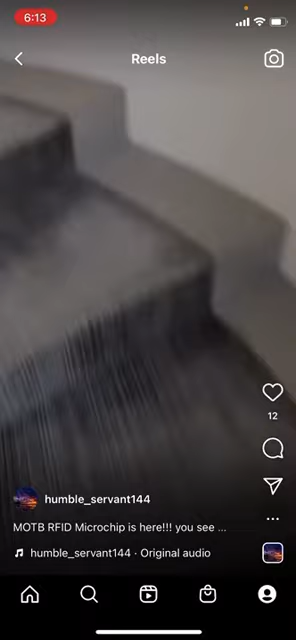 6:13
Reels
12
humble_servant144
MOTB RFID Microchip is here!!! you see ...
humble_servant144 · Original audio